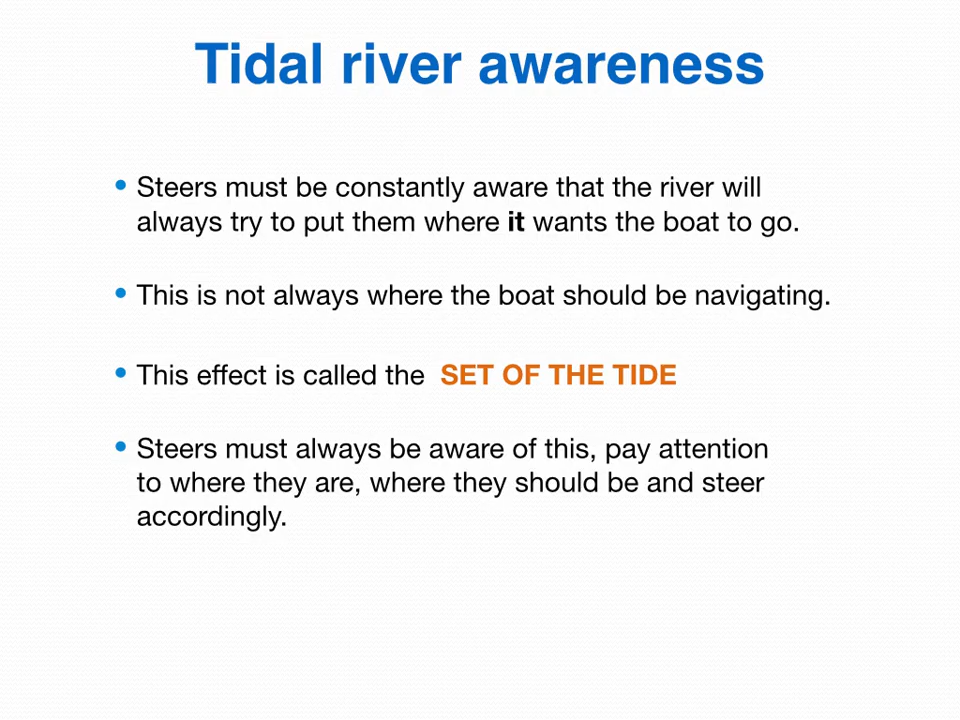 Tidal river awareness
• Steers must be constantly aware that the river will
always try to put them where it wants the boat to go.
• This is not always where the boat should be navigating.
• This effect is called the SET OF THE TIDE
• Steers must always be aware of this, pay attention
to where they are, where they should be and steer
accordingly.